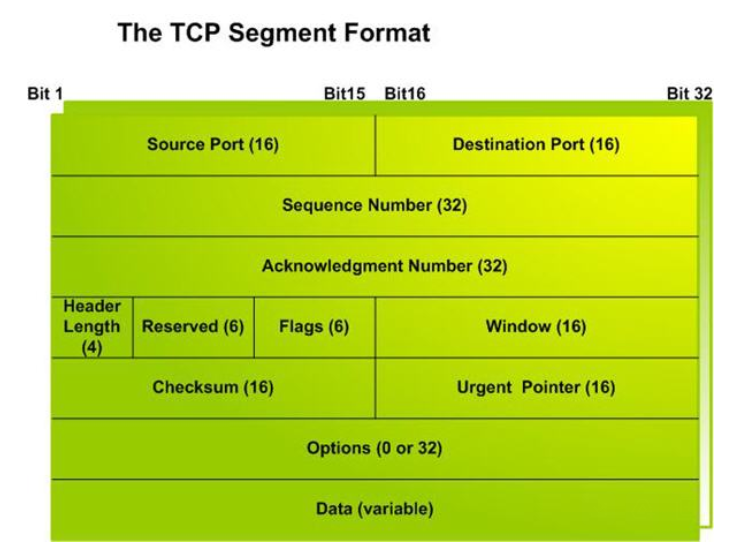 The TCP Segment Format
Bit 1 Bit15 Bit16 Bit 32
Source Port (16) Destination Port (16)
Sequence Number (32)
Acknowledgment Number (32)
Header
Length
(4)
Reserved (6) Flags (6) Window (16)
Checksum (16) Urgent Pointer (16)
Options (0 or 32)
Data (variable)